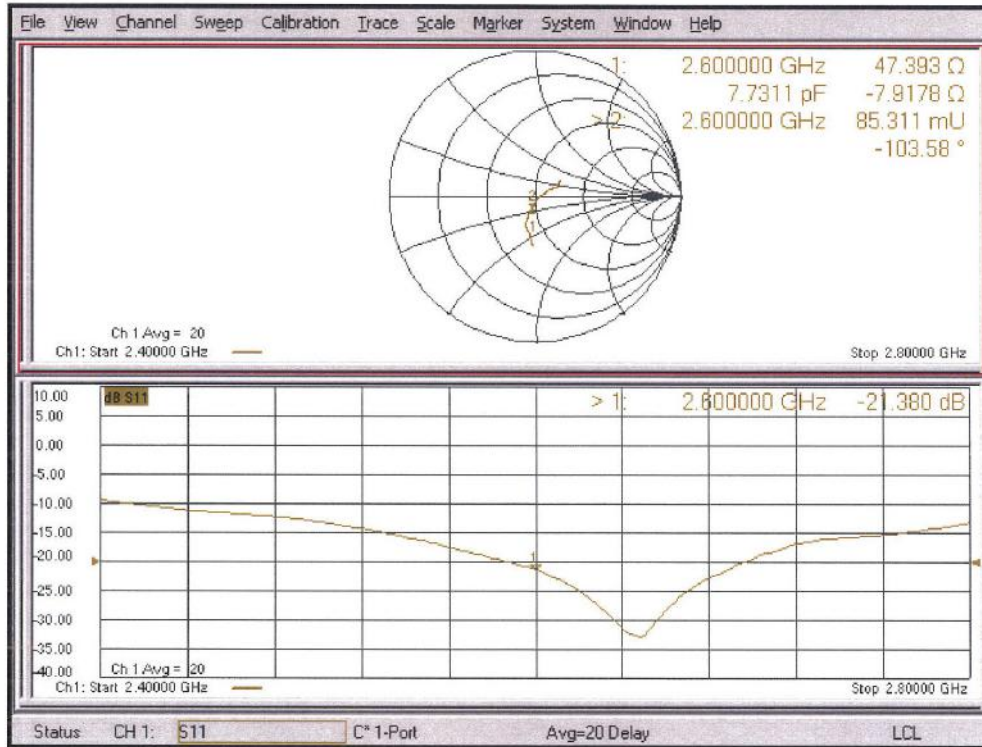 File View Channel Sweep Calibration Trace Scale Marker System Window Help
1: 2.600000 GHz 47.393 Ω
7.7311 pF -7.9178 Ω
> 2: 2.600000 GHz 85.311 mU
-103.58 °
1
Ch 1 Avg = 20
Ch1: Start 2.40000 GHz
Stop 2.80000 GHz
dB S11
> 1: 2.600000 GHz -21.380 dB
10.00
5.00
0.00
-5.00
-10.00
-15.00
-20.00
-25.00
-30.00
-35.00
-40.00
1
Ch 1 Avg = 20
Ch1: Start 2.40000 GHz
Stop 2.80000 GHz
Status CH 1: S11 C* 1-Port Avg=20 Delay LCL